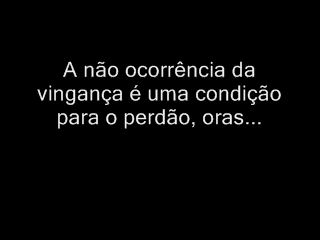 A não ocorrência da
vingança é uma condição
para o perdão, oras...